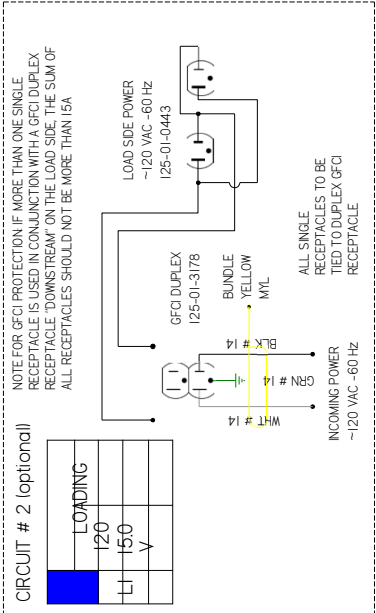 CIRCUIT # 2 (optional)
LOADING
120
L1 15.0
V
NOTE FOR GFCI PROTECTION: IF MORE THAN ONE SINGLE
RECEPTACLE IS USED IN CONJUNCTION WITH A GFCI DUPLEX
RECEPTACLE "DOWNSTREAM" ON THE LOAD SIDE, THE SUM OF
ALL RECEPTACLES SHOULD NOT BE MORE THAN 15A
LOAD SIDE POWER
~120 VAC -60 Hz
125-01-0443
GFCI DUPLEX
125-01-3178
BUNDLE
YELLOW
MYL
WHT # 14
GRN # 14
BLK # 14
INCOMING POWER
~120 VAC -60 Hz
ALL SINGLE
RECEPTACLES TO BE
TIED TO DUPLEX GFCI
RECEPTACLE